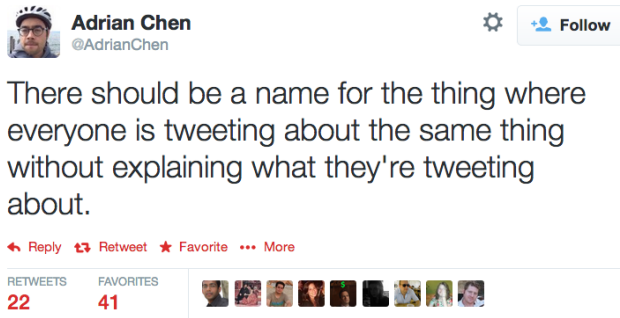 Adrian Chen
@AdrianChen
Follow
There should be a name for the thing where
everyone is tweeting about the same thing
without explaining what they're tweeting
about.
Reply Retweet Favorite More
RETWEETS FAVORITES
22 41